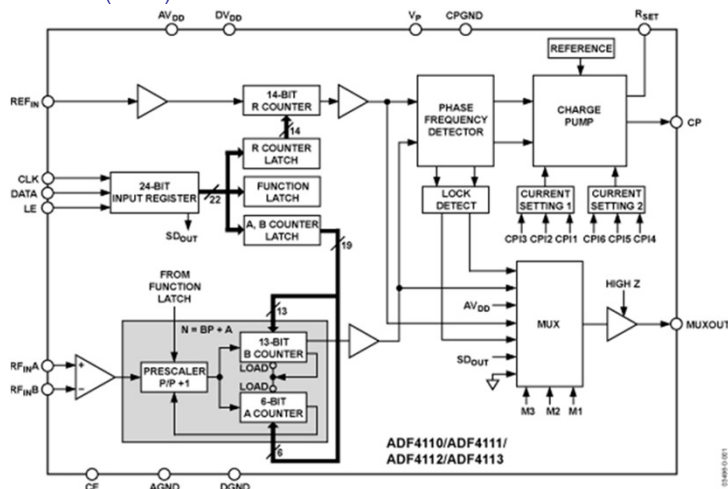 AVDD
DVDD
VP
CPGND
RSET
REFERENCE
REFIN
14-BIT
R COUNTER
14
PHASE
FREQUENCY
DETECTOR
CHARGE
PUMP
CP
R COUNTER
LATCH
CLK
DATA
LE
24-BIT
INPUT REGISTER
22
FUNCTION
LATCH
A, B COUNTER
LATCH
SDOUT
19
LOCK
DETECT
CURRENT
SETTING 1
CURRENT
SETTING 2
CPI3 CPI2 CPI1
CPI6 CPI5 CPI4
FROM
FUNCTION
LATCH
HIGH Z
13
AVDD
MUX
MUXOUT
N = BP + A
13-BIT
B COUNTER
RFINA
RFINB
+
–
PRESCALER
P/P +1
LOAD
LOAD
6-BIT
A COUNTER
SDOUT
6
M3 M2 M1
ADF4110/ADF4111/
ADF4112/ADF4113
CE
AGND
DGND